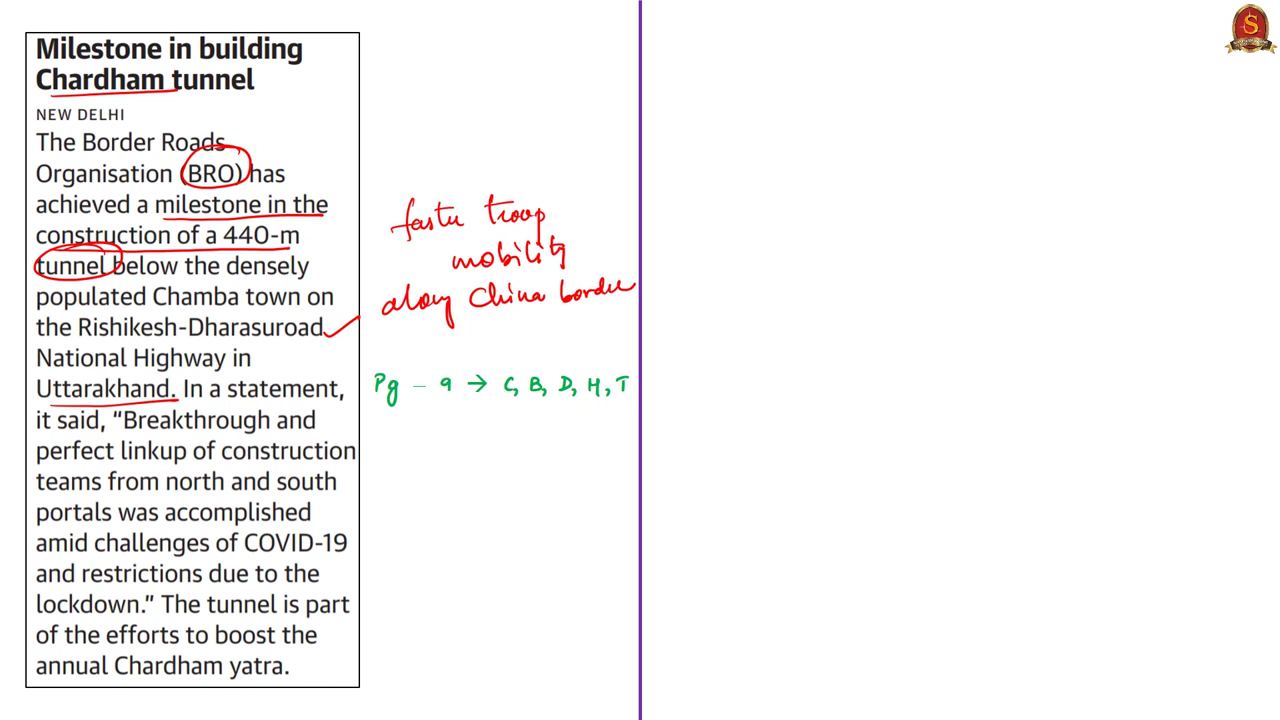 Milestone in building
Chardham tunnel
NEW DELHI
The Border Roads
Organisation (BRO) has
achieved a milestone in the
construction of a 440-m
tunnel below the densely
populated Chamba town on
the Rishikesh-Dharasuroad
National Highway in
Uttarakhand. In a statement,
it said, “Breakthrough and
perfect linkup of construction
teams from north and south
portals was accomplished
amid challenges of COVID-19
and restrictions due to the
lockdown.” The tunnel is part
of the efforts to boost the
annual Chardham yatra.
faster troop
mobility
along China border
Pg - 9 → C, B, D, H, T
S